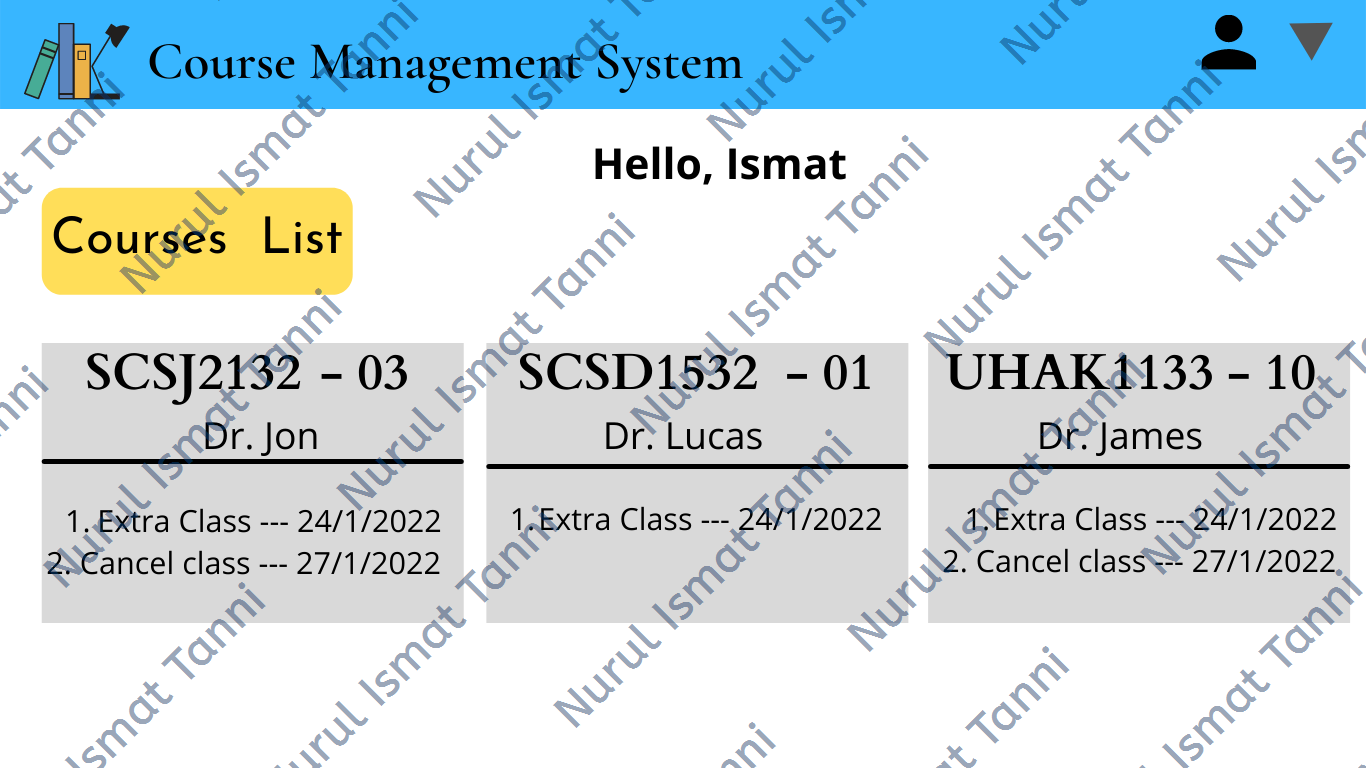 Course Management System
Hello, Ismat
Courses List
SCSJ2132 - 03
Dr. Jon
1. Extra Class --- 24/1/2022
2. Cancel class --- 27/1/2022
SCSD1532 - 01
Dr. Lucas
1. Extra Class --- 24/1/2022
UHAK1133 - 10
Dr. James
1. Extra Class --- 24/1/2022
2. Cancel class --- 27/1/2022
Nurul Ismat Tanni